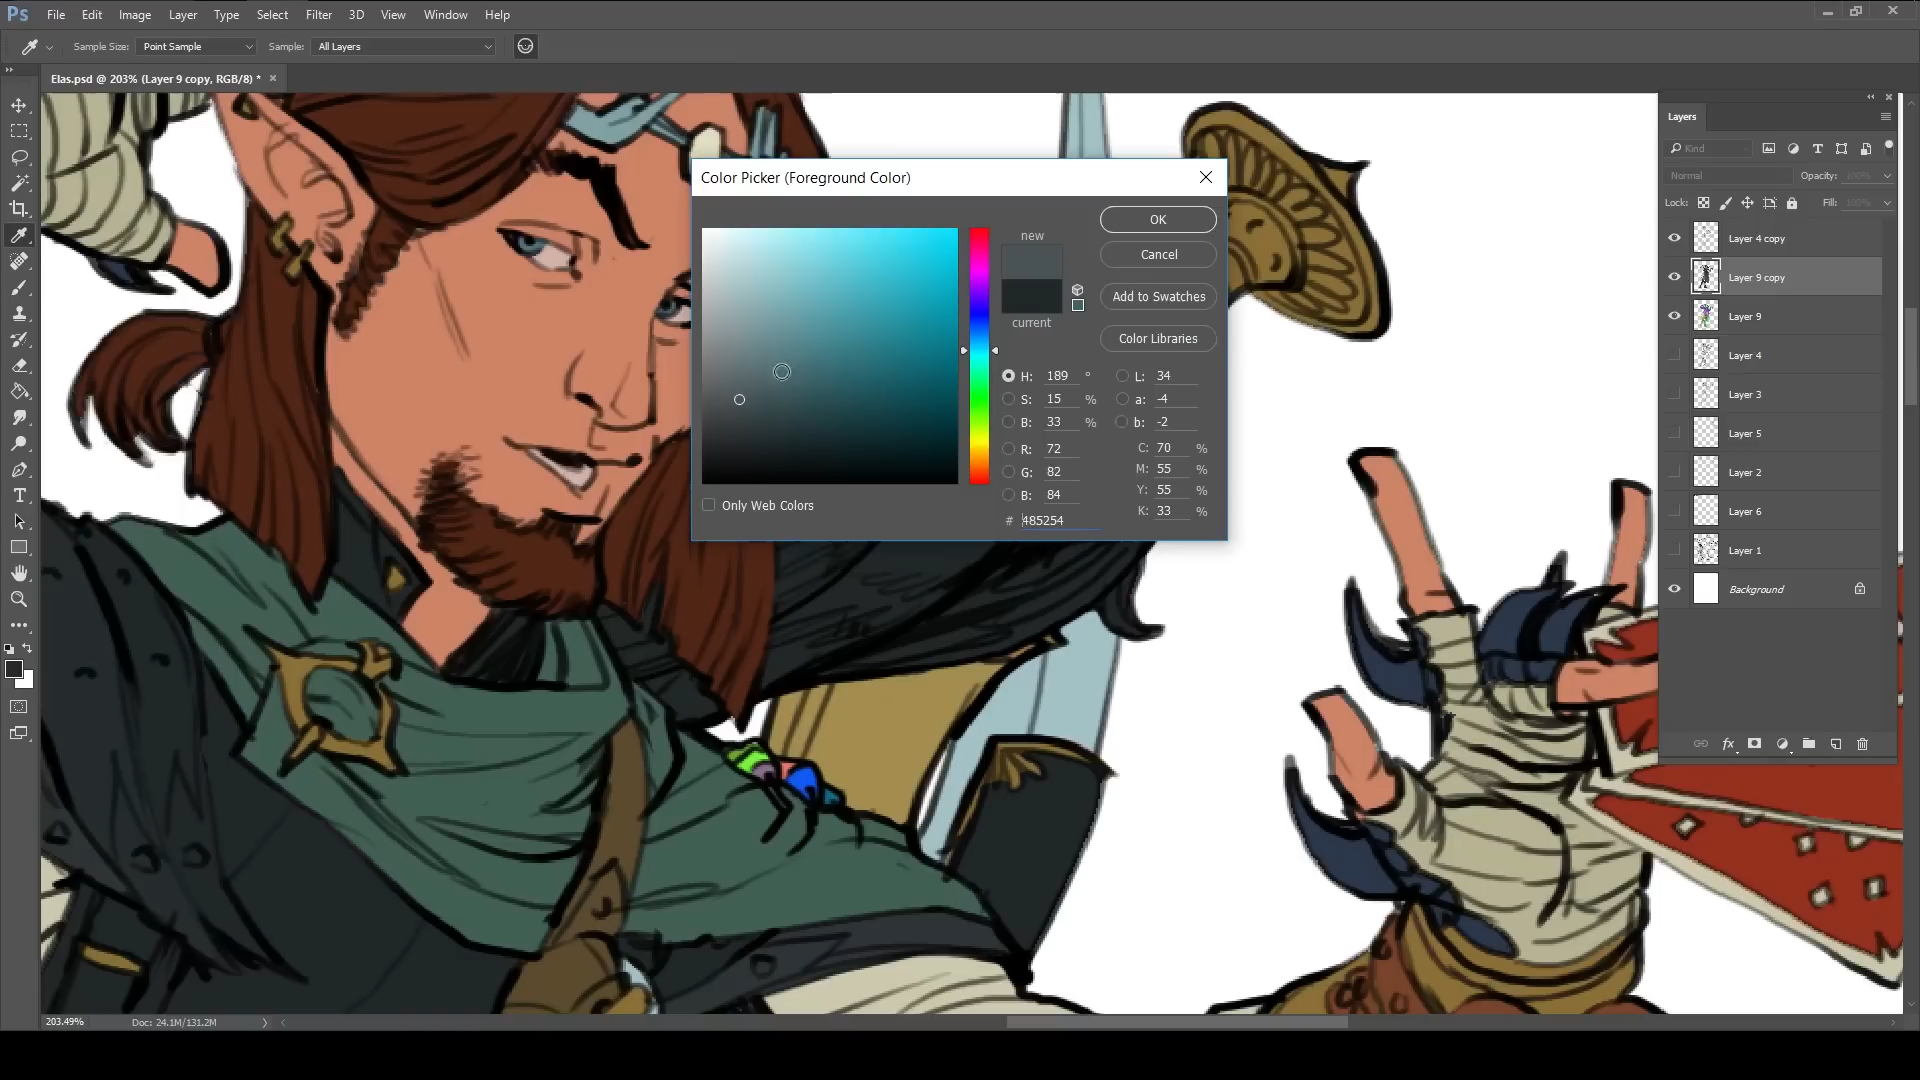 Ps File Edit Image Layer Type Select Filter 3D View Window Help
Sample Size: Point Sample Sample: All Layers
Elas.psd @ 203% (Layer 9 copy, RGB/8) * ×
Layers
Kind
Normal Opacity: 100%
Lock: Fill: 100%
Layer 4 copy
Layer 9 copy
Layer 9
Layer 4
Layer 3
Layer 5
Layer 2
Layer 6
Layer 1
Background
fx
Color Picker (Foreground Color)
new
current
OK
Cancel
Add to Swatches
Color Libraries
H: 189 ° L: 34
S: 15 % a: -4
B: 33 % b: -2
R: 72 C: 70 %
G: 82 M: 55 %
B: 84 Y: 55 %
K: 33 %
# 485254
Only Web Colors
203.49% Doc: 24.1M/131.2M